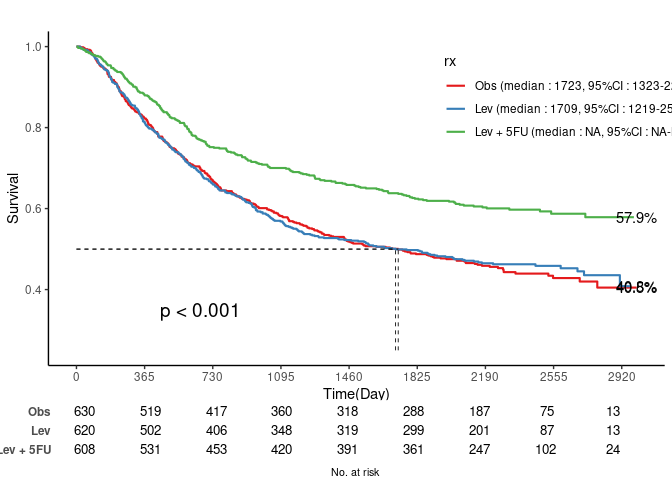 rx
Obs (median : 1723, 95%CI : 1323-2
Lev (median : 1709, 95%CI : 1219-25
Lev + 5FU (median : NA, 95%CI : NA-
Survival
1.0
0.8
0.6
0.4
57.9%
p < 0.001
0 365 730 1095 1460 1825 2190 2555 2920
Time(Day)
Obs 630 519 417 360 318 288 187 75 13
Lev 620 502 406 348 319 299 201 87 13
Lev + 5FU 608 531 453 420 391 361 247 102 24
No. at risk